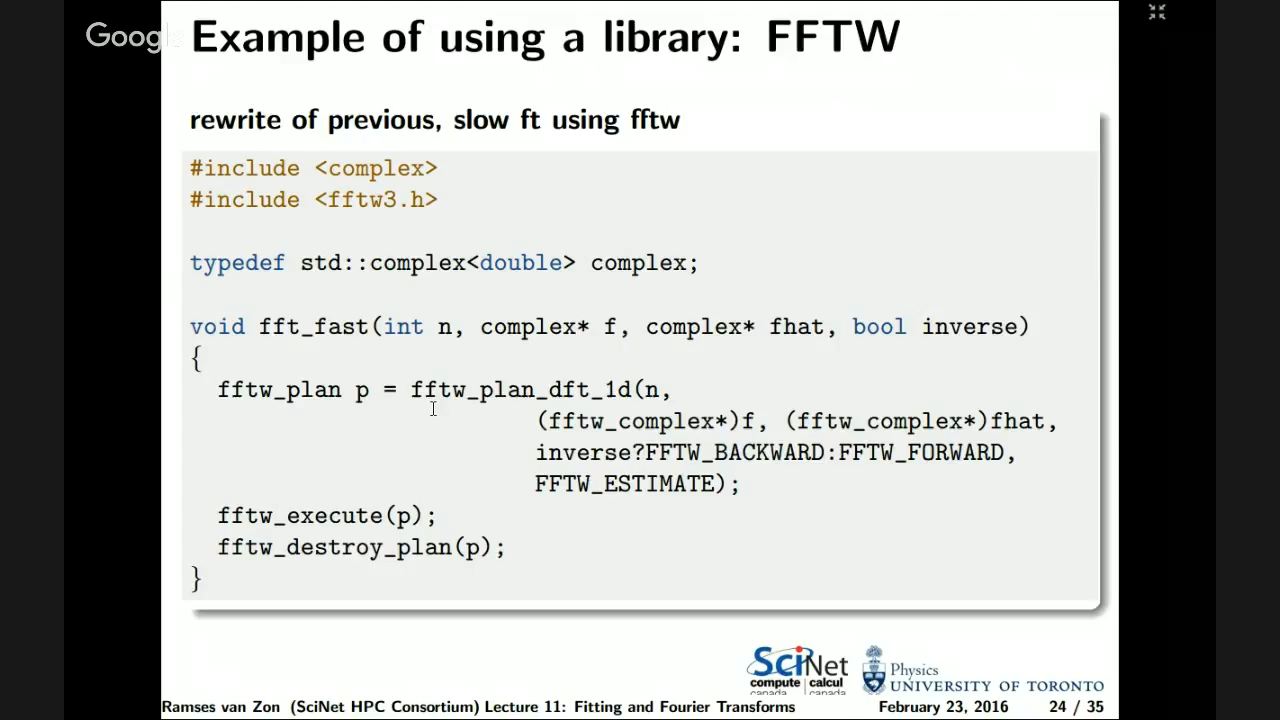 Google
Example of using a library: FFTW
rewrite of previous, slow ft using fftw
#include <complex>
#include <fftw3.h>
typedef std::complex<double> complex;
void fft_fast(int n, complex* f, complex* fhat, bool inverse)
{
fftw_plan p = fftw_plan_dft_1d(n,
(fftw_complex*)f, (fftw_complex*)fhat,
inverse?FFTW_BACKWARD:FFTW_FORWARD,
FFTW_ESTIMATE);
fftw_execute(p);
fftw_destroy_plan(p);
}
SciNet
compute | calcul
canada | canada
Physics
UNIVERSITY OF TORONTO
Ramses van Zon (SciNet HPC Consortium) Lecture 11: Fitting and Fourier Transforms February 23, 2016 24 / 35